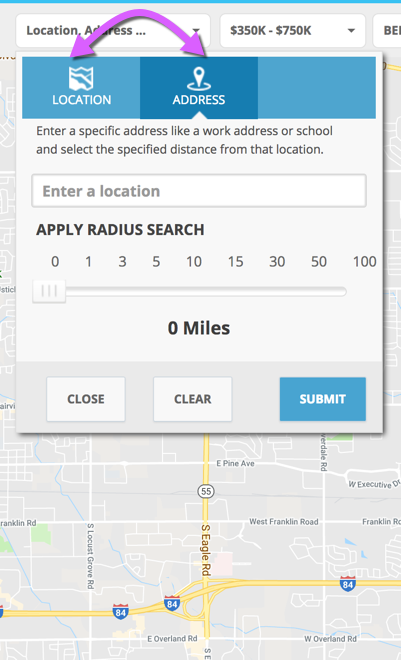 Location, Address ...
$350K - $750K
LOCATION
ADDRESS
Enter a specific address like a work address or school
and select the specified distance from that location.
Enter a location
APPLY RADIUS SEARCH
0 1 3 5 10 15 30 50 100
0 Miles
CLOSE
CLEAR
SUBMIT
E Pine Ave
55
W Executive
West Franklin Road
Franklin Rd
ranklin Rd
S Locust Grove Rd
S Eagle Rd
84
84
84
E Overland Rd
W Overland Rd